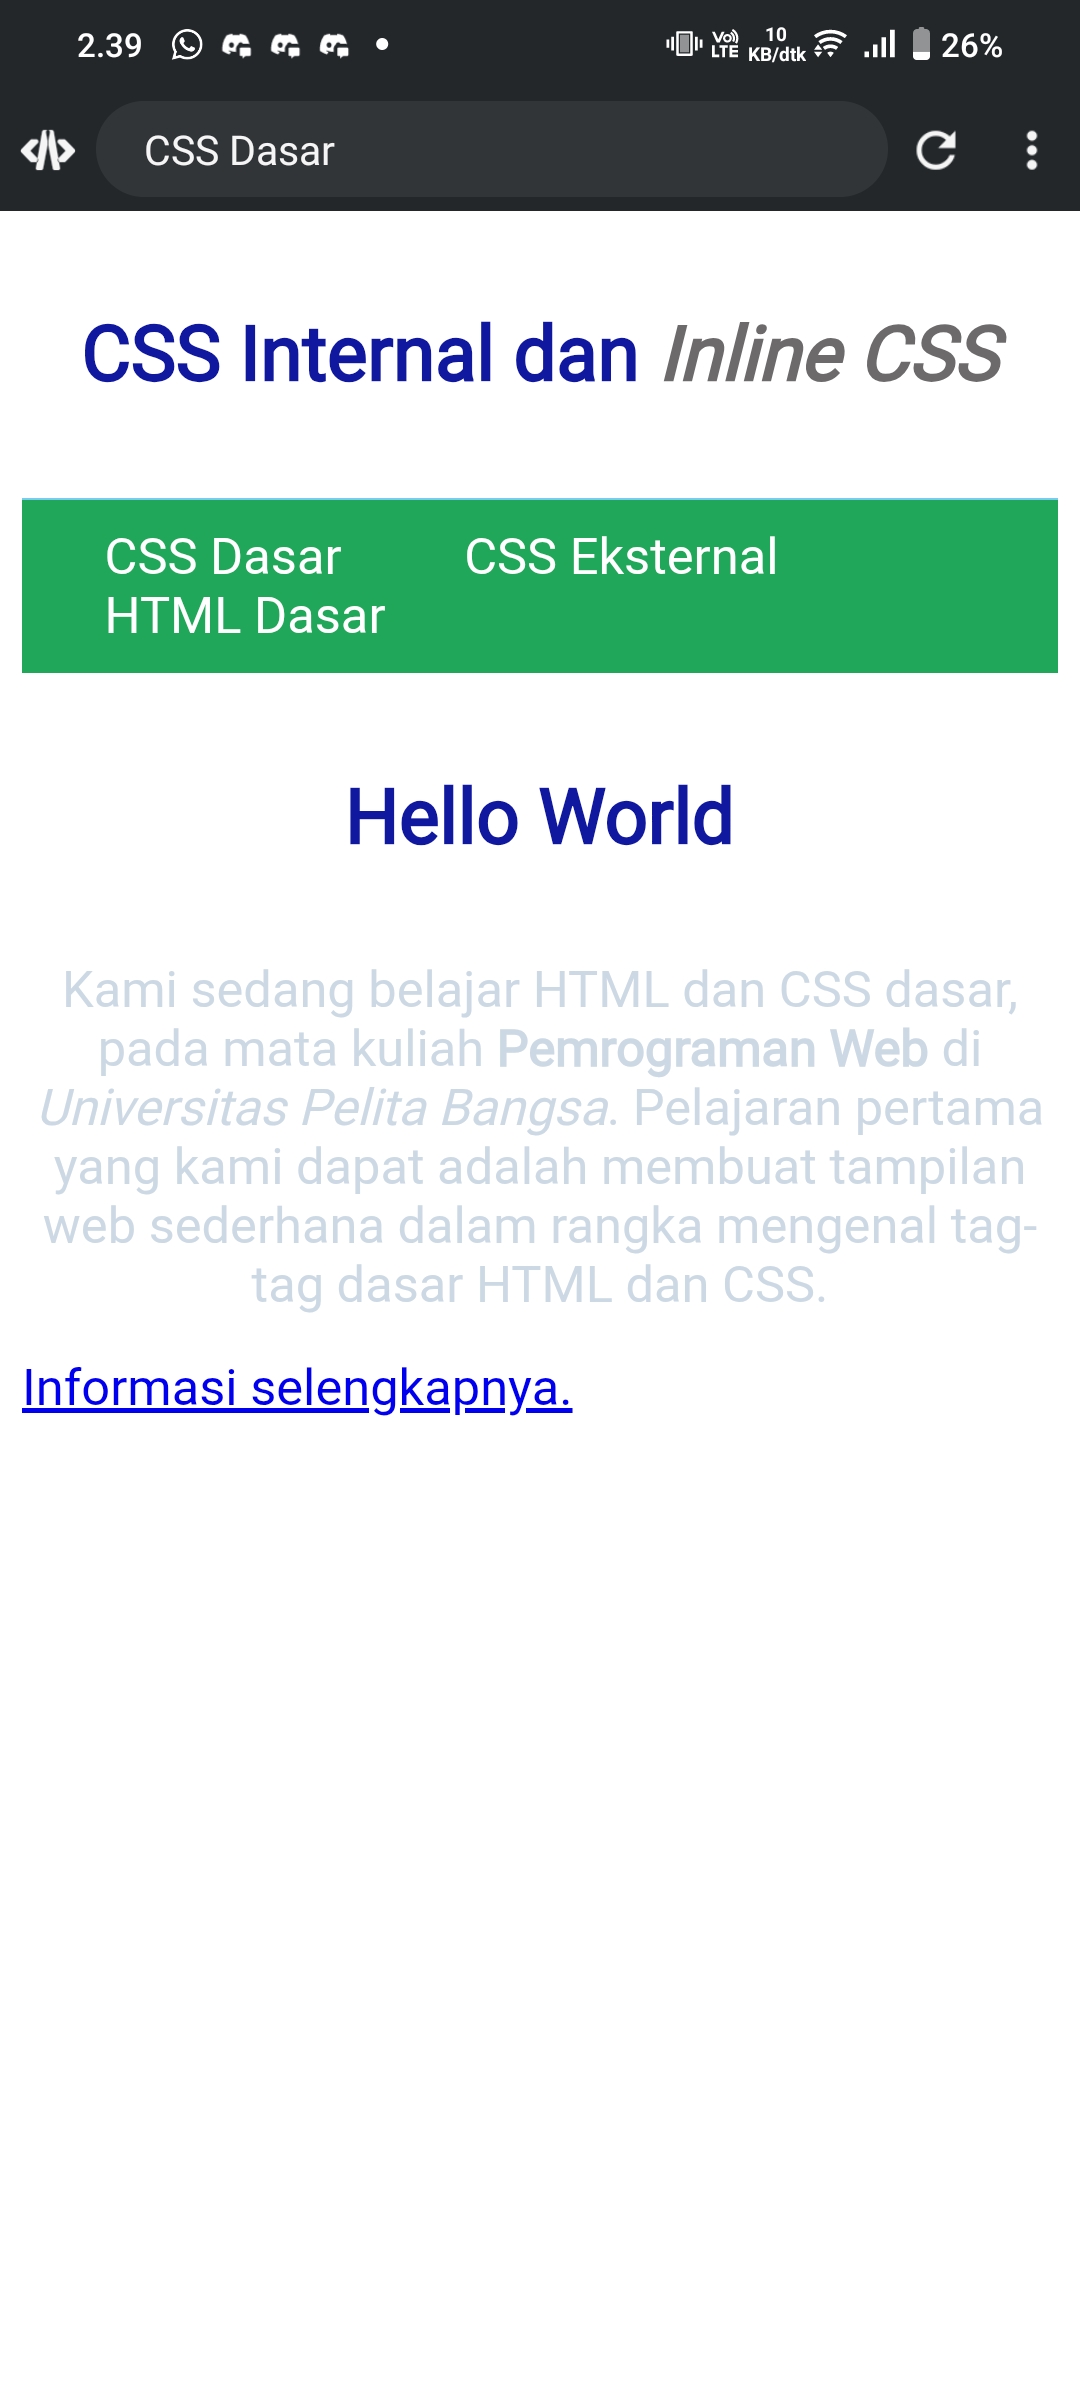 2.39 VoLTE 10 KB/dtk 26%
CSS Dasar
CSS Internal dan Inline CSS
CSS Dasar CSS Eksternal
HTML Dasar
Hello World
Kami sedang belajar HTML dan CSS dasar,
pada mata kuliah Pemrograman Web di
Universitas Pelita Bangsa. Pelajaran pertama
yang kami dapat adalah membuat tampilan
web sederhana dalam rangka mengenal tag-
tag dasar HTML dan CSS.
Informasi selengkapnya.